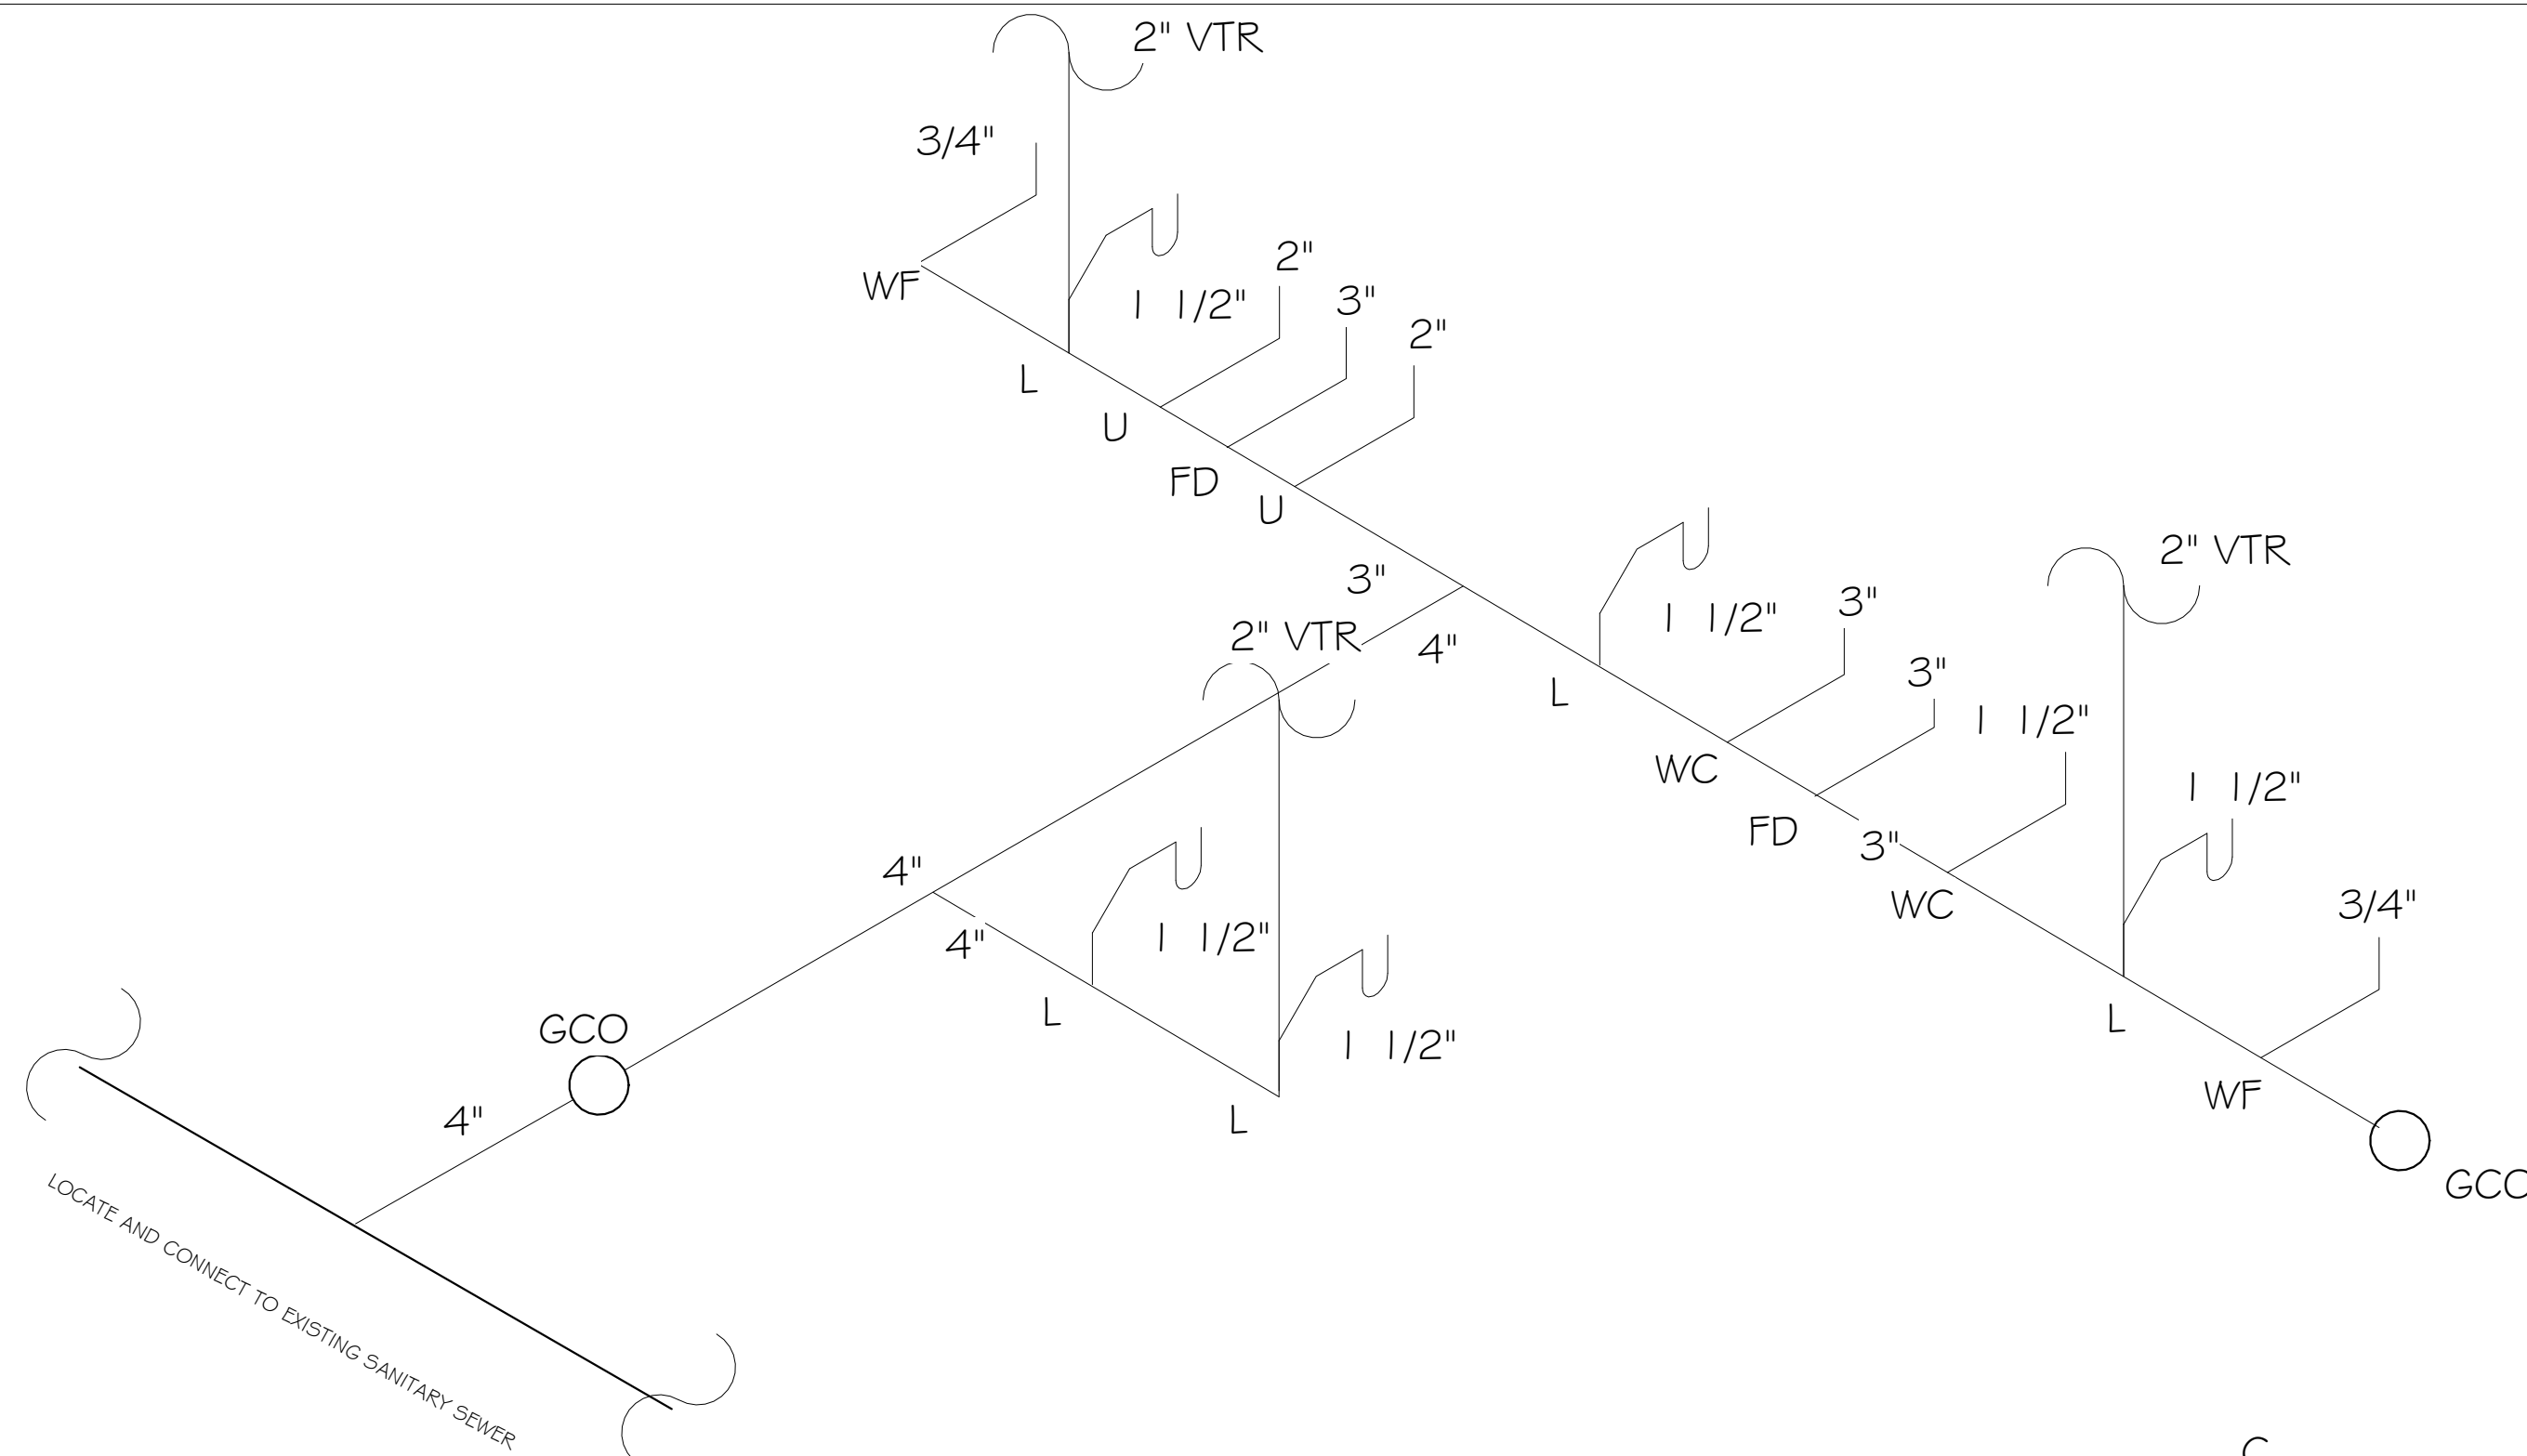 2" VTR
3/4"
2"
WF
1 1/2"
3"
2"
L
U
FD
U
2" VTR
3"
1 1/2"
3"
2" VTR
4"
3"
L
1 1/2"
WC
1 1/2"
FD
3"
4"
3/4"
WC
1 1/2"
4"
L
L
GCO
1 1/2"
WF
4"
L
GCO
LOCATE AND CONNECT TO EXISTING SANITARY SEWER